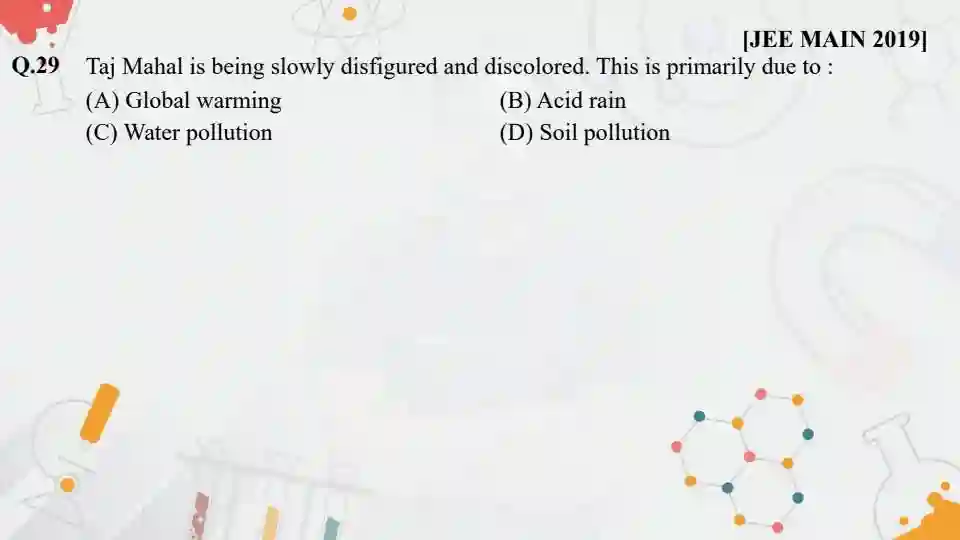 [JEE MAIN 2019]
Q.29 Taj Mahal is being slowly disfigured and discolored. This is primarily due to :
(A) Global warming (B) Acid rain
(C) Water pollution (D) Soil pollution